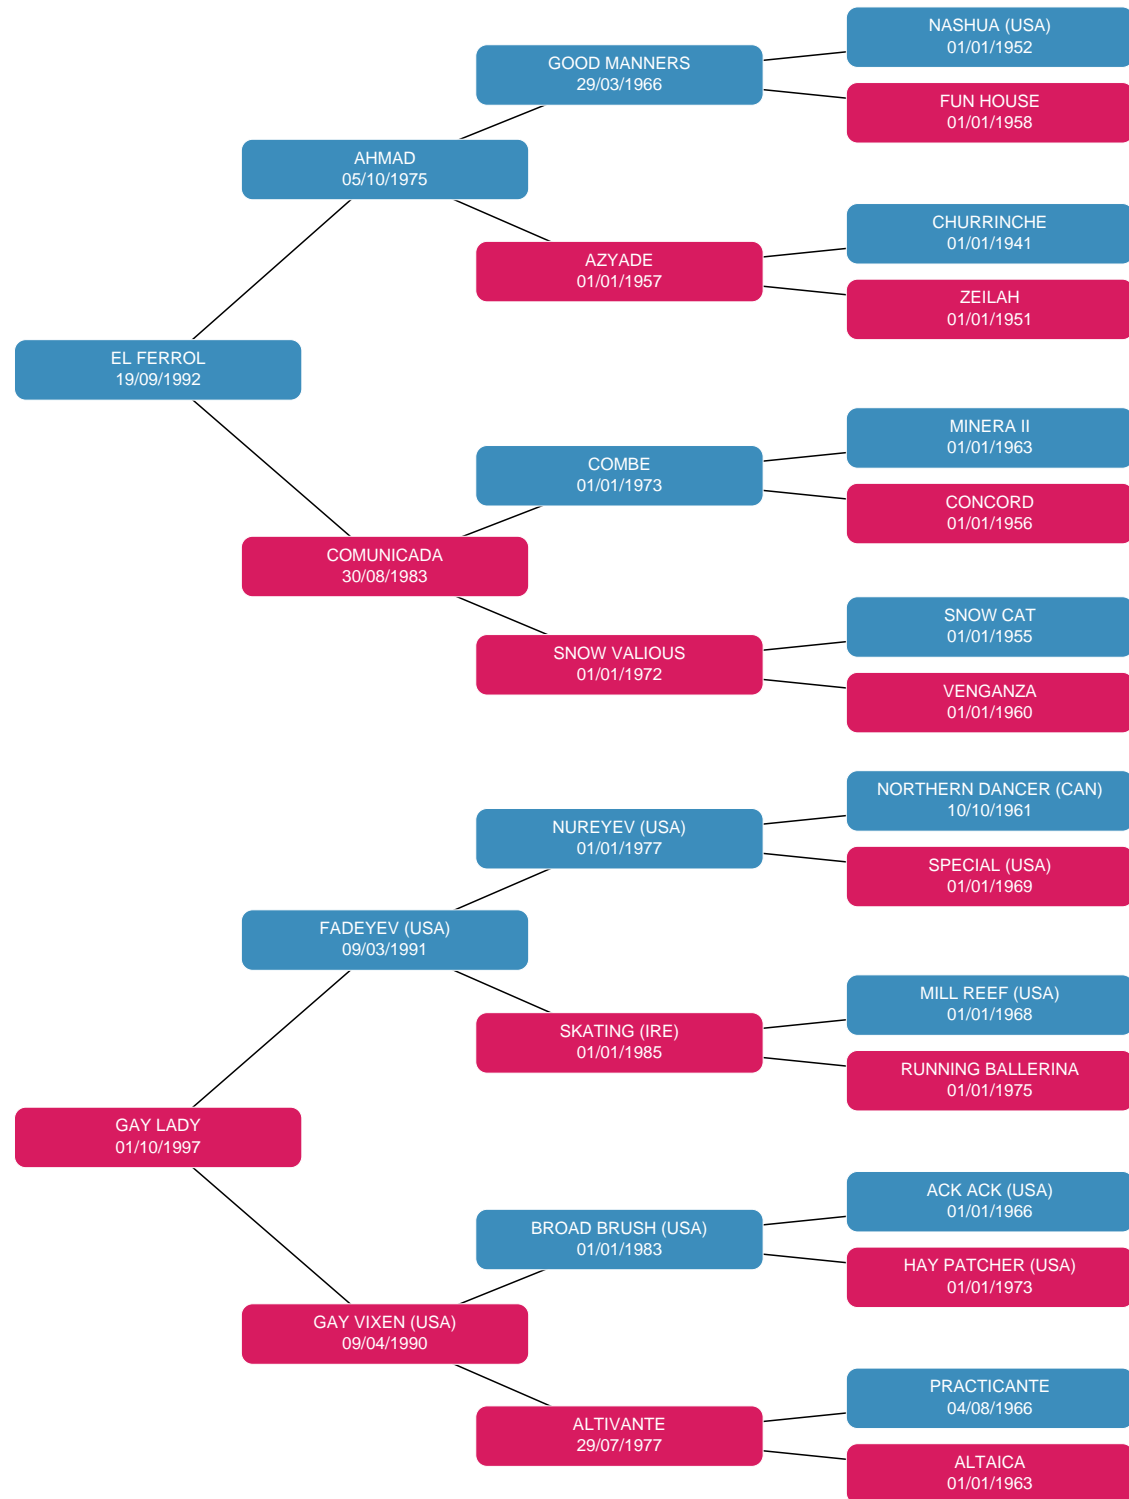 NASHUA (USA)
01/01/1952
GOOD MANNERS
29/03/1966
FUN HOUSE
01/01/1958
AHMAD
05/10/1975
CHURRINCHE
01/01/1941
AZYADE
01/01/1957
ZEILAH
01/01/1951
EL FERROL
19/09/1992
MINERA II
01/01/1963
COMBE
01/01/1973
CONCORD
01/01/1956
COMUNICADA
30/08/1983
SNOW CAT
01/01/1955
SNOW VALIOUS
01/01/1972
VENGANZA
01/01/1960
NORTHERN DANCER (CAN)
10/10/1961
NUREYEV (USA)
01/01/1977
SPECIAL (USA)
01/01/1969
FADEYEV (USA)
09/03/1991
MILL REEF (USA)
01/01/1968
SKATING (IRE)
01/01/1985
RUNNING BALLERINA
01/01/1975
GAY LADY
01/10/1997
ACK ACK (USA)
01/01/1966
BROAD BRUSH (USA)
01/01/1983
HAY PATCHER (USA)
01/01/1973
GAY VIXEN (USA)
09/04/1990
PRACTICANTE
04/08/1966
ALTIVANTE
29/07/1977
ALTAICA
01/01/1963